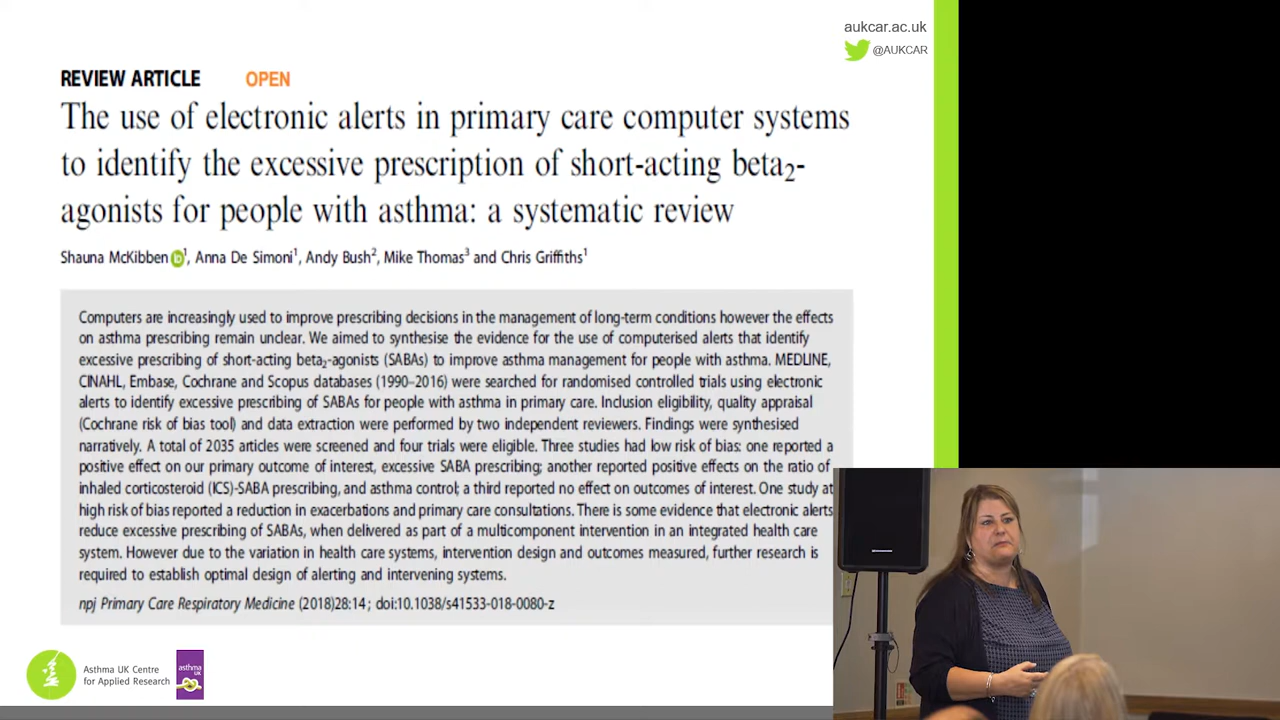 aukcar.ac.uk
@AUKCAR
REVIEW ARTICLE OPEN
The use of electronic alerts in primary care computer systems
to identify the excessive prescription of short-acting beta2-
agonists for people with asthma: a systematic review
Shauna McKibben iD1, Anna De Simoni1, Andy Bush2, Mike Thomas3 and Chris Griffiths1
Computers are increasingly used to improve prescribing decisions in the management of long-term conditions however the effects
on asthma prescribing remain unclear. We aimed to synthesise the evidence for the use of computerised alerts that identify
excessive prescribing of short-acting beta2-agonists (SABAs) to improve asthma management for people with asthma. MEDLINE,
CINAHL, Embase, Cochrane and Scopus databases (1990–2016) were searched for randomised controlled trials using electronic
alerts to identify excessive prescribing of SABAs for people with asthma in primary care. Inclusion eligibility, quality appraisal
(Cochrane risk of bias tool) and data extraction were performed by two independent reviewers. Findings were synthesised
narratively. A total of 2035 articles were screened and four trials were eligible. Three studies had low risk of bias: one reported a
positive effect on our primary outcome of interest, excessive SABA prescribing; another reported positive effects on the ratio of
inhaled corticosteroid (ICS)-SABA prescribing, and asthma control; a third reported no effect on outcomes of interest. One study at
high risk of bias reported a reduction in exacerbations and primary care consultations. There is some evidence that electronic alerts
reduce excessive prescribing of SABAs, when delivered as part of a multicomponent intervention in an integrated health care
system. However due to the variation in health care systems, intervention design and outcomes measured, further research is
required to establish optimal design of alerting and intervening systems.
npj Primary Care Respiratory Medicine (2018)28:14 ; doi:10.1038/s41533-018-0080-z
Asthma UK Centre
for Applied Research
asthma
UK